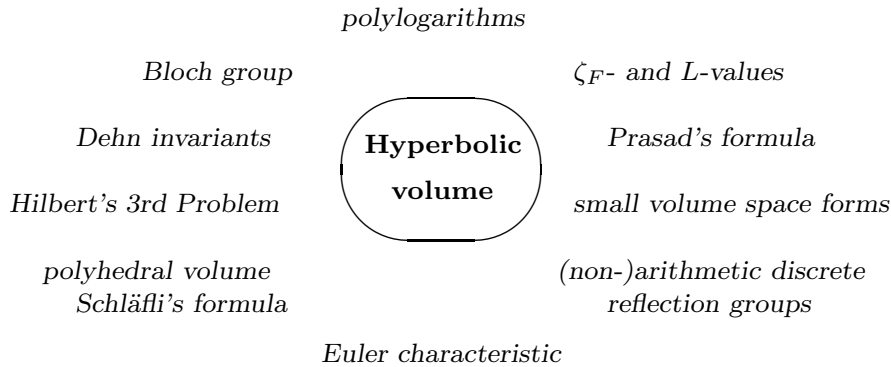 polylogarithms
Bloch group
ζ_F- and L-values
Dehn invariants
Hyperbolic
volume
Prasad's formula
Hilbert's 3rd Problem
small volume space forms
polyhedral volume
Schläfli's formula
(non-)arithmetic discrete
reflection groups
Euler characteristic